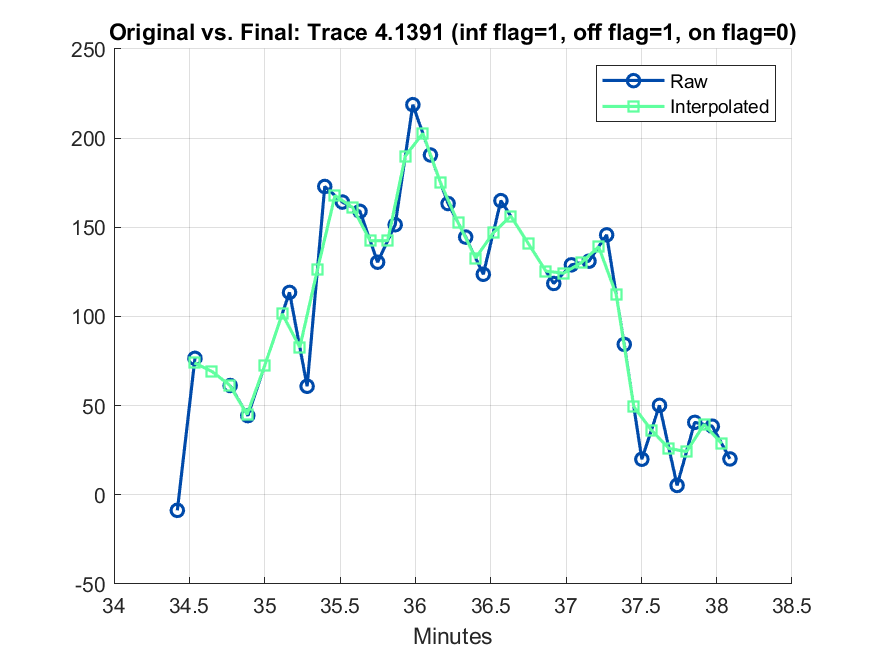 Original vs. Final: Trace 4.1391 (inf flag=1, off flag=1, on flag=0)
250
200
150
100
50
0
-50
Raw
Interpolated
34 34.5 35 35.5 36 36.5 37 37.5 38 38.5
Minutes